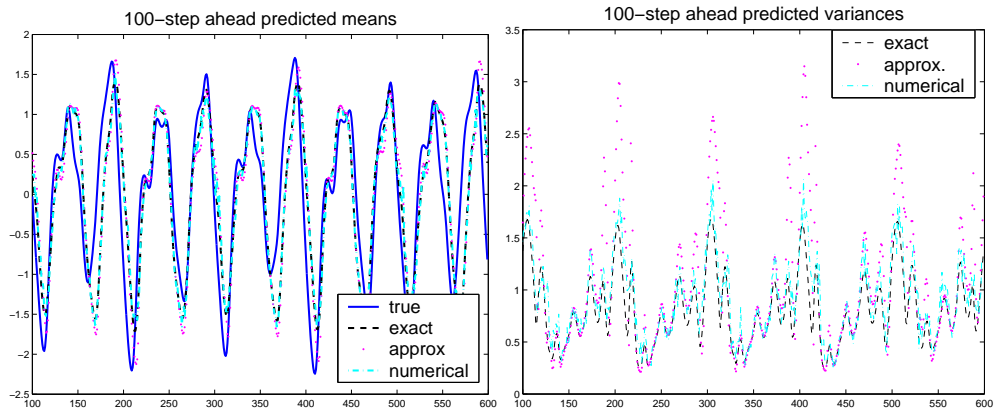 100-step ahead predicted means
2
1.5
1
0.5
0
−0.5
−1
−1.5
−2
−2.5
100 150 200 250 300 350 400 450 500 550 600
true
exact
approx
numerical
100-step ahead predicted variances
3.5
3
2.5
2
1.5
1
0.5
0
100 150 200 250 300 350 400 450 500 550 600
exact
approx.
numerical